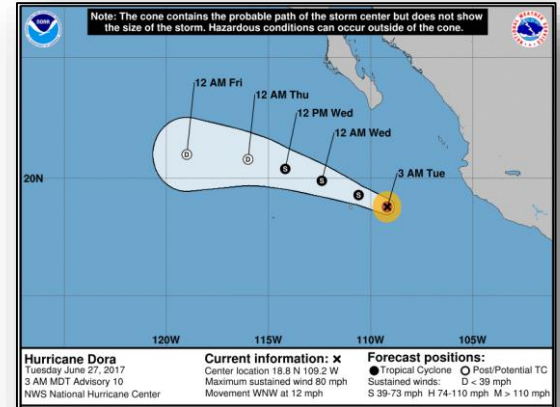 Note: The cone contains the probable path of the storm center but does not show
the size of the storm. Hazardous conditions can occur outside of the cone.
NOAA
12 AM Fri
12 AM Thu
12 PM Wed
12 AM Wed
3 AM Tue
D
D
S
S
S
20N
120W
115W
110W
105W
Hurricane Dora
Tuesday June 27, 2017
3 AM MDT Advisory 10
NWS National Hurricane Center
Current information: x
Center location 18.8 N 109.2 W
Maximum sustained wind 80 mph
Movement WNW at 12 mph
Forecast positions:
Tropical Cyclone Post/Potential TC
Sustained winds: D < 39 mph
S 39-73 mph H 74-110 mph M > 110 mph